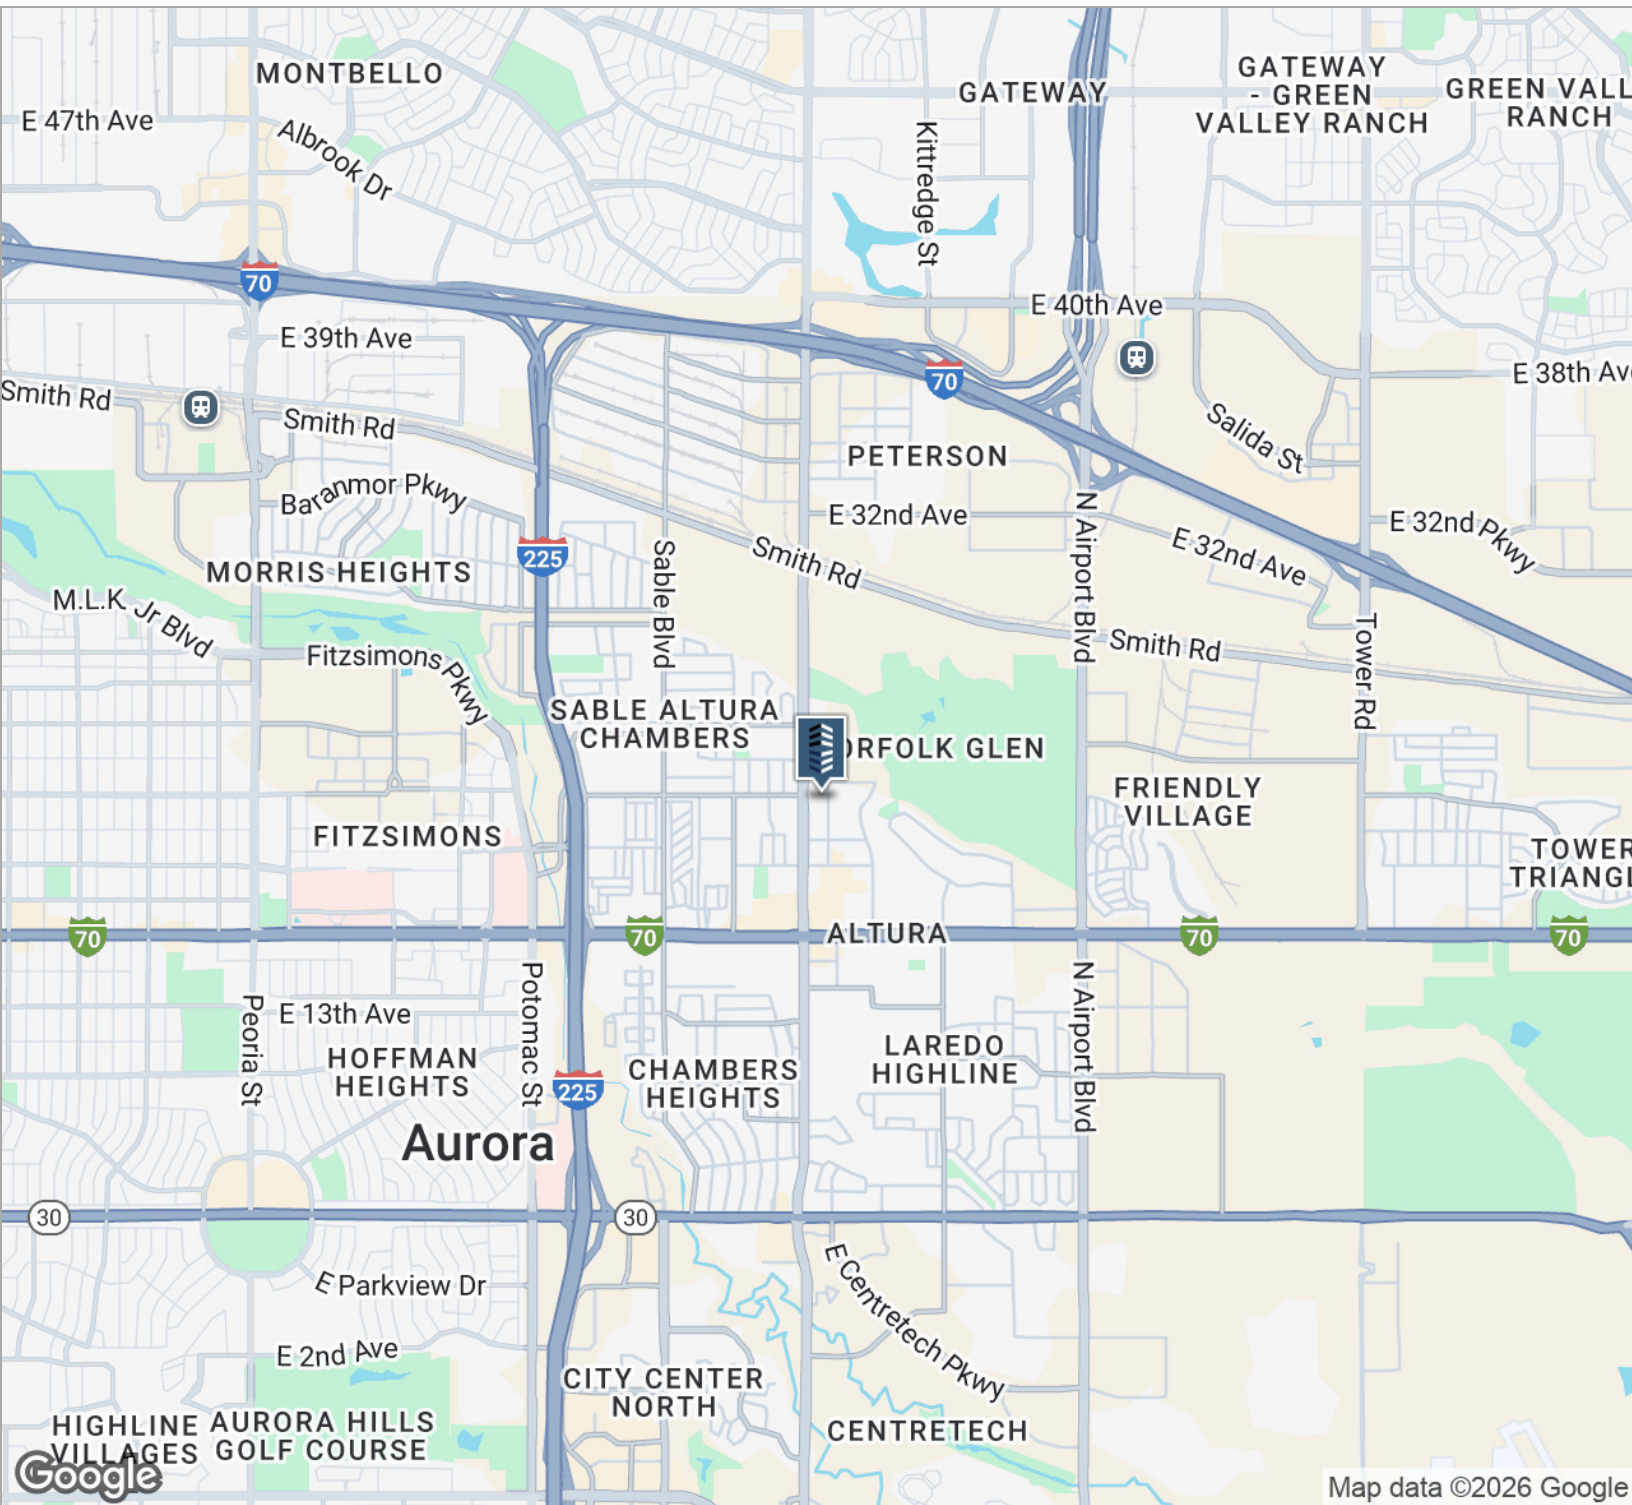 MONTBELLO
GATEWAY
GATEWAY
- GREEN
VALLEY RANCH
GREEN VALL
RANCH
E 47th Ave
Albrook Dr
Kittredge St
70
E 40th Ave
E 39th Ave
70
E 38th Ave
Smith Rd
Smith Rd
Salida St
PETERSON
Baranmor Pkwy
E 32nd Ave
N Airport Blvd
E 32nd Ave
E 32nd Pkwy
225
Sable Blvd
Smith Rd
MORRIS HEIGHTS
M.L.K. Jr Blvd
Fitzsimons Pkwy
Smith Rd
Tower Rd
SABLE ALTURA
CHAMBERS
ORFOLK GLEN
FRIENDLY
VILLAGE
FITZSIMONS
TOWER
TRIANGL
70
70
ALTURA
70
70
Peoria St
E 13th Ave
Potomac St
N Airport Blvd
HOFFMAN
HEIGHTS
CHAMBERS
HEIGHTS
LAREDO
HIGHLINE
225
Aurora
30
30
E Parkview Dr
E Centretech Pkwy
E 2nd Ave
CITY CENTER
NORTH
HIGHLINE
VILLAGES
AURORA HILLS
GOLF COURSE
CENTRETECH
Google
Map data ©2026 Google